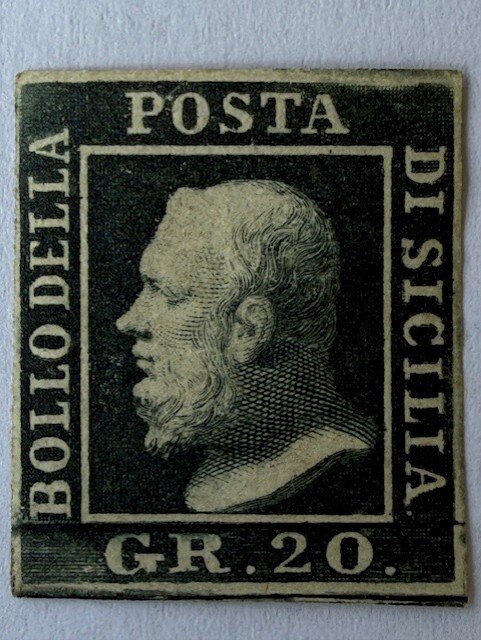 BOLLO DELLA
POSTA
DI SICILIA
GR. 20.